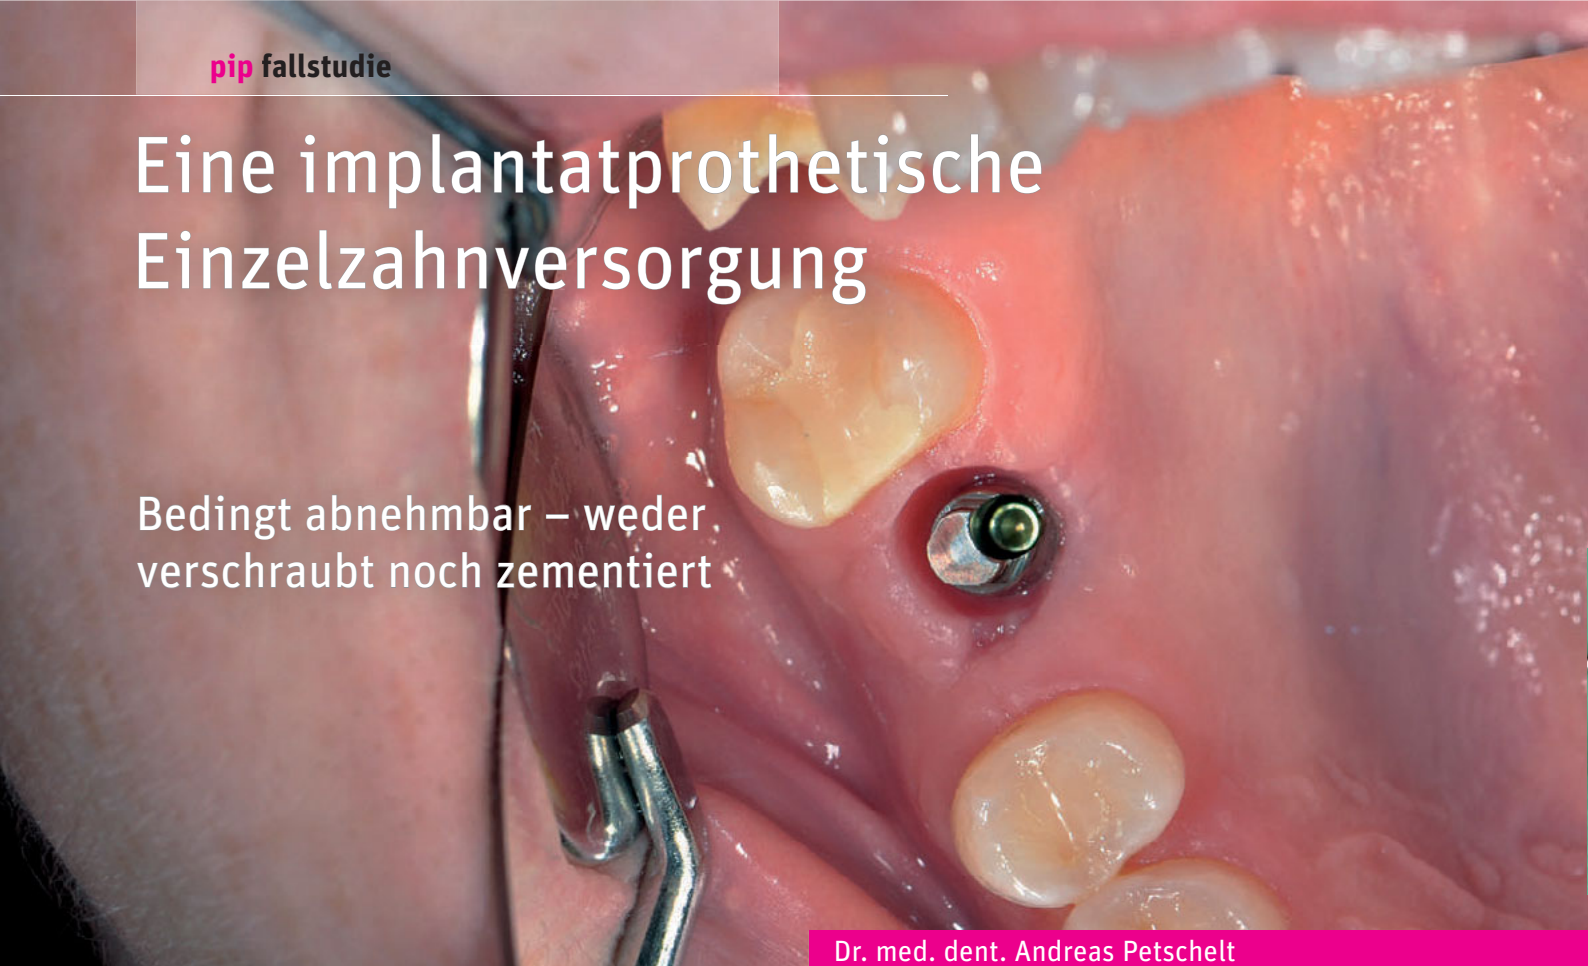 pip fallstudie
Eine implantatprothetische
Einzelzahnversorgung
Bedingt abnehmbar – weder
verschraubt noch zementiert
Dr. med. dent. Andreas Petschelt